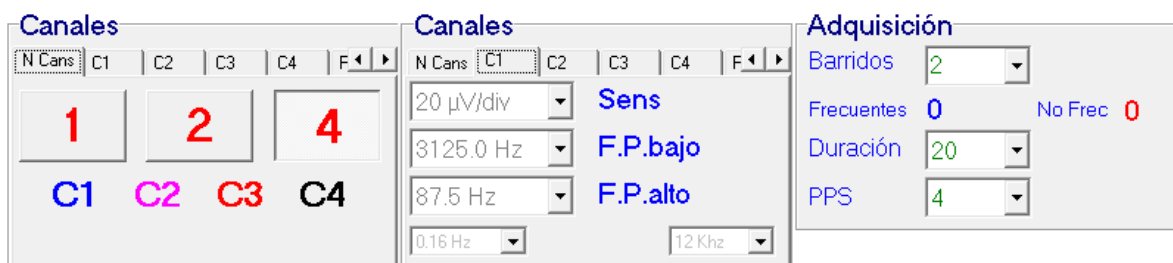 Canales
N Cans C1 C2 C3 C4 F
1 2 4
C1 C2 C3 C4
Canales
N Cans C1 C2 C3 C4 F
20 µV/div Sens
3125.0 Hz F.P.bajo
87.5 Hz F.P.alto
0.16 Hz 12 Khz
Adquisición
Barridos 2
Frecuentes 0 No Frec 0
Duración 20
PPS 4